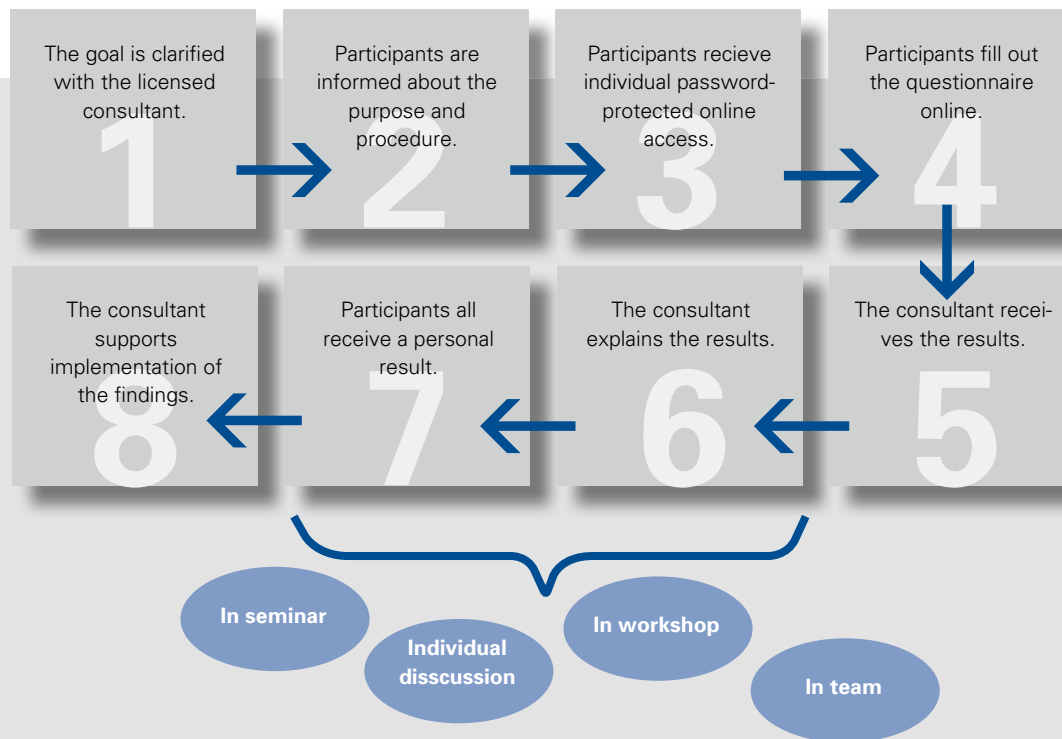 The goal is clarified
with the licensed
consultant.
1
Participants are
informed about the
purpose and
procedure.
2
Participants recieve
individual password-
protected online
access.
3
Participants fill out
the questionnaire
online.
4
The consultant recei-
ves the results.
5
The consultant
explains the results.
6
Participants all
receive a personal
result.
7
The consultant
supports
implementation of
the findings.
8
In seminar
Individual
disscussion
In workshop
In team